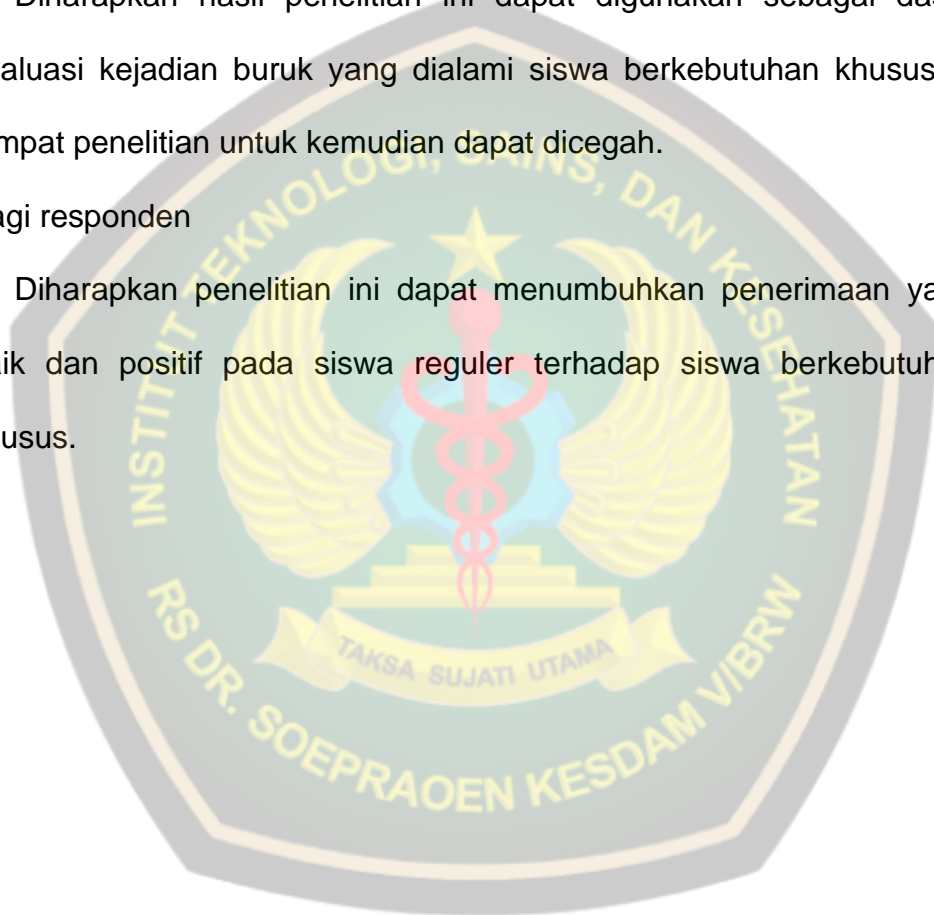 Diharapkan hasil penelitian ini dapat digunakan sebagai das
aluasi kejadian buruk yang dialami siswa berkebutuhan khusus
mpat penelitian untuk kemudian dapat dicegah.
agi responden
Diharapkan penelitian ini dapat menumbuhkan penerimaan ya
aik dan positif pada siswa reguler terhadap siswa berkebutuh
usus.
INSTITUT TEKNOLOGI, SAINS, DAN KESEHATAN
TAKSA SUJATI UTAMA
RS DR. SOEPRAOEN KESDAM V/BRW